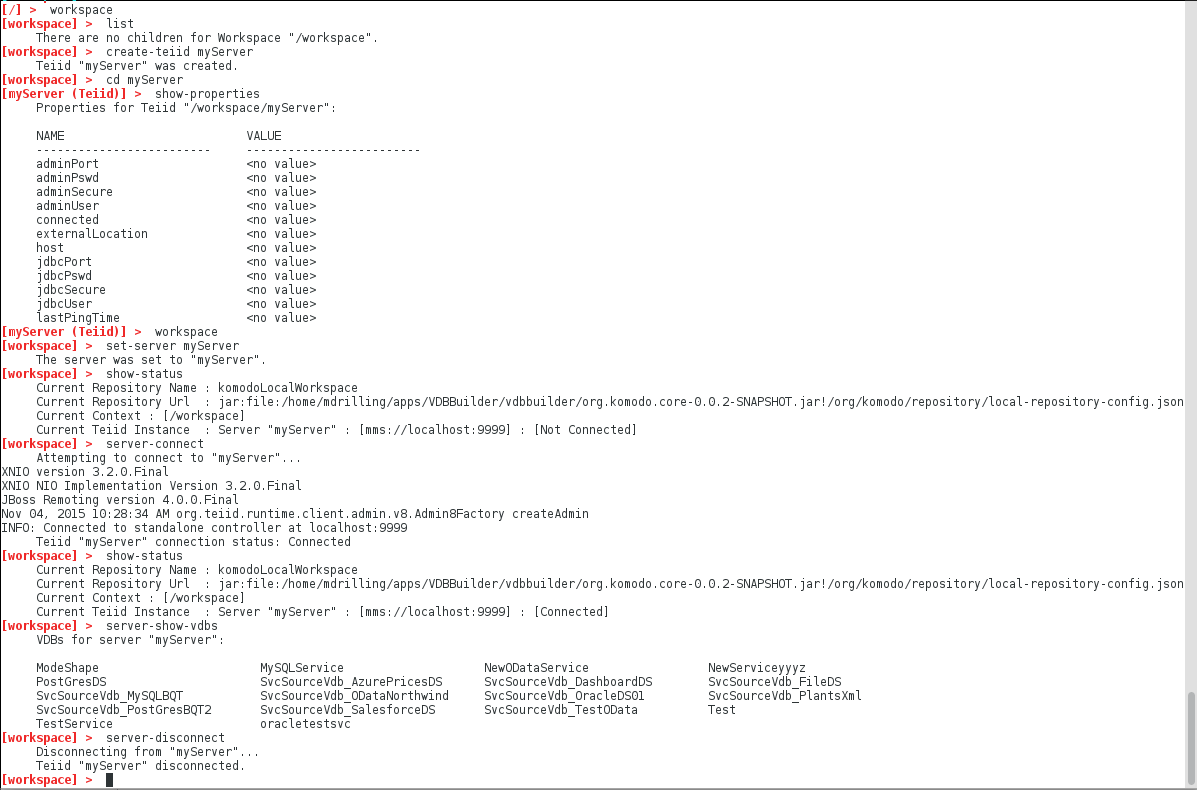 [/] >  workspace
[workspace] >  list
     There are no children for Workspace "/workspace".
[workspace] >  create-teiid myServer
     Teiid "myServer" was created.
[workspace] >  cd myServer
[myServer (Teiid)] >  show-properties
     Properties for Teiid "/workspace/myServer":

     NAME                          VALUE
     -------------------------     -------------------------
     adminPort                     <no value>
     adminPswd                     <no value>
     adminSecure                   <no value>
     adminUser                     <no value>
     connected                     <no value>
     externalLocation              <no value>
     host                          <no value>
     jdbcPort                      <no value>
     jdbcPswd                      <no value>
     jdbcSecure                    <no value>
     jdbcUser                      <no value>
     lastPingTime                  <no value>
[myServer (Teiid)] >  workspace
[workspace] >  set-server myServer
     The server was set to "myServer".
[workspace] >  show-status
     Current Repository Name : komodoLocalWorkspace
     Current Repository Url  : jar:file:/home/mdrilling/apps/VDBBuilder/vdbbuilder/org.komodo.core-0.0.2-SNAPSHOT.jar!/org/komodo/repository/local-repository-config.json
     Current Context : [/workspace]
     Current Teiid Instance  : Server "myServer" : [mms://localhost:9999] : [Not Connected]
[workspace] >  server-connect
     Attempting to connect to "myServer"...
XNIO version 3.2.0.Final
XNIO NIO Implementation Version 3.2.0.Final
JBoss Remoting version 4.0.0.Final
Nov 04, 2015 10:28:34 AM org.teiid.runtime.client.admin.v8.Admin8Factory createAdmin
INFO: Connected to standalone controller at localhost:9999
     Teiid "myServer" connection status: Connected
[workspace] >  show-status
     Current Repository Name : komodoLocalWorkspace
     Current Repository Url  : jar:file:/home/mdrilling/apps/VDBBuilder/vdbbuilder/org.komodo.core-0.0.2-SNAPSHOT.jar!/org/komodo/repository/local-repository-config.json
     Current Context : [/workspace]
     Current Teiid Instance  : Server "myServer" : [mms://localhost:9999] : [Connected]
[workspace] >  server-show-vdbs
     VDBs for server "myServer":

     ModeShape                       MySQLService                    NewODataService                 NewServiceyyyz
     PostGresDS                      SvcSourceVdb_AzurePricesDS      SvcSourceVdb_DashboardDS        SvcSourceVdb_FileDS
     SvcSourceVdb_MySQLBQT           SvcSourceVdb_ODataNorthwind     SvcSourceVdb_OracleDS01         SvcSourceVdb_PlantsXml
     SvcSourceVdb_PostGresBQT2       SvcSourceVdb_SalesforceDS       SvcSourceVdb_TestOData          Test
     TestService                     oracletestsvc
[workspace] >  server-disconnect
     Disconnecting from "myServer"...
     Teiid "myServer" disconnected.
[workspace] >